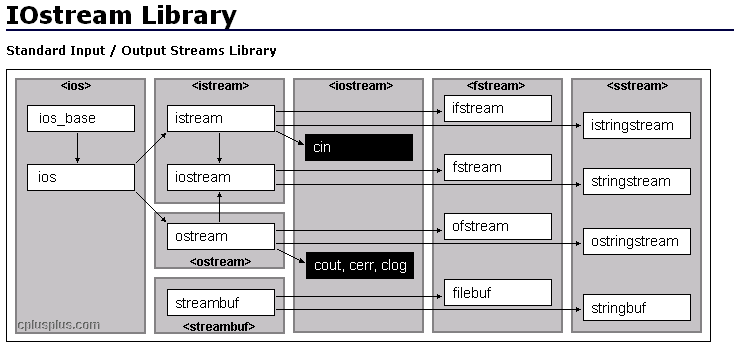 IOstream Library
Standard Input / Output Streams Library
<ios>
<istream>
<iostream>
<fstream>
<sstream>
ios_base
istream
ifstream
istringstream
cin
ios
iostream
fstream
stringstream
ostream
ofstream
ostringstream
<ostream>
cout, cerr, clog
streambuf
filebuf
stringbuf
cplusplus.com
<streambuf>